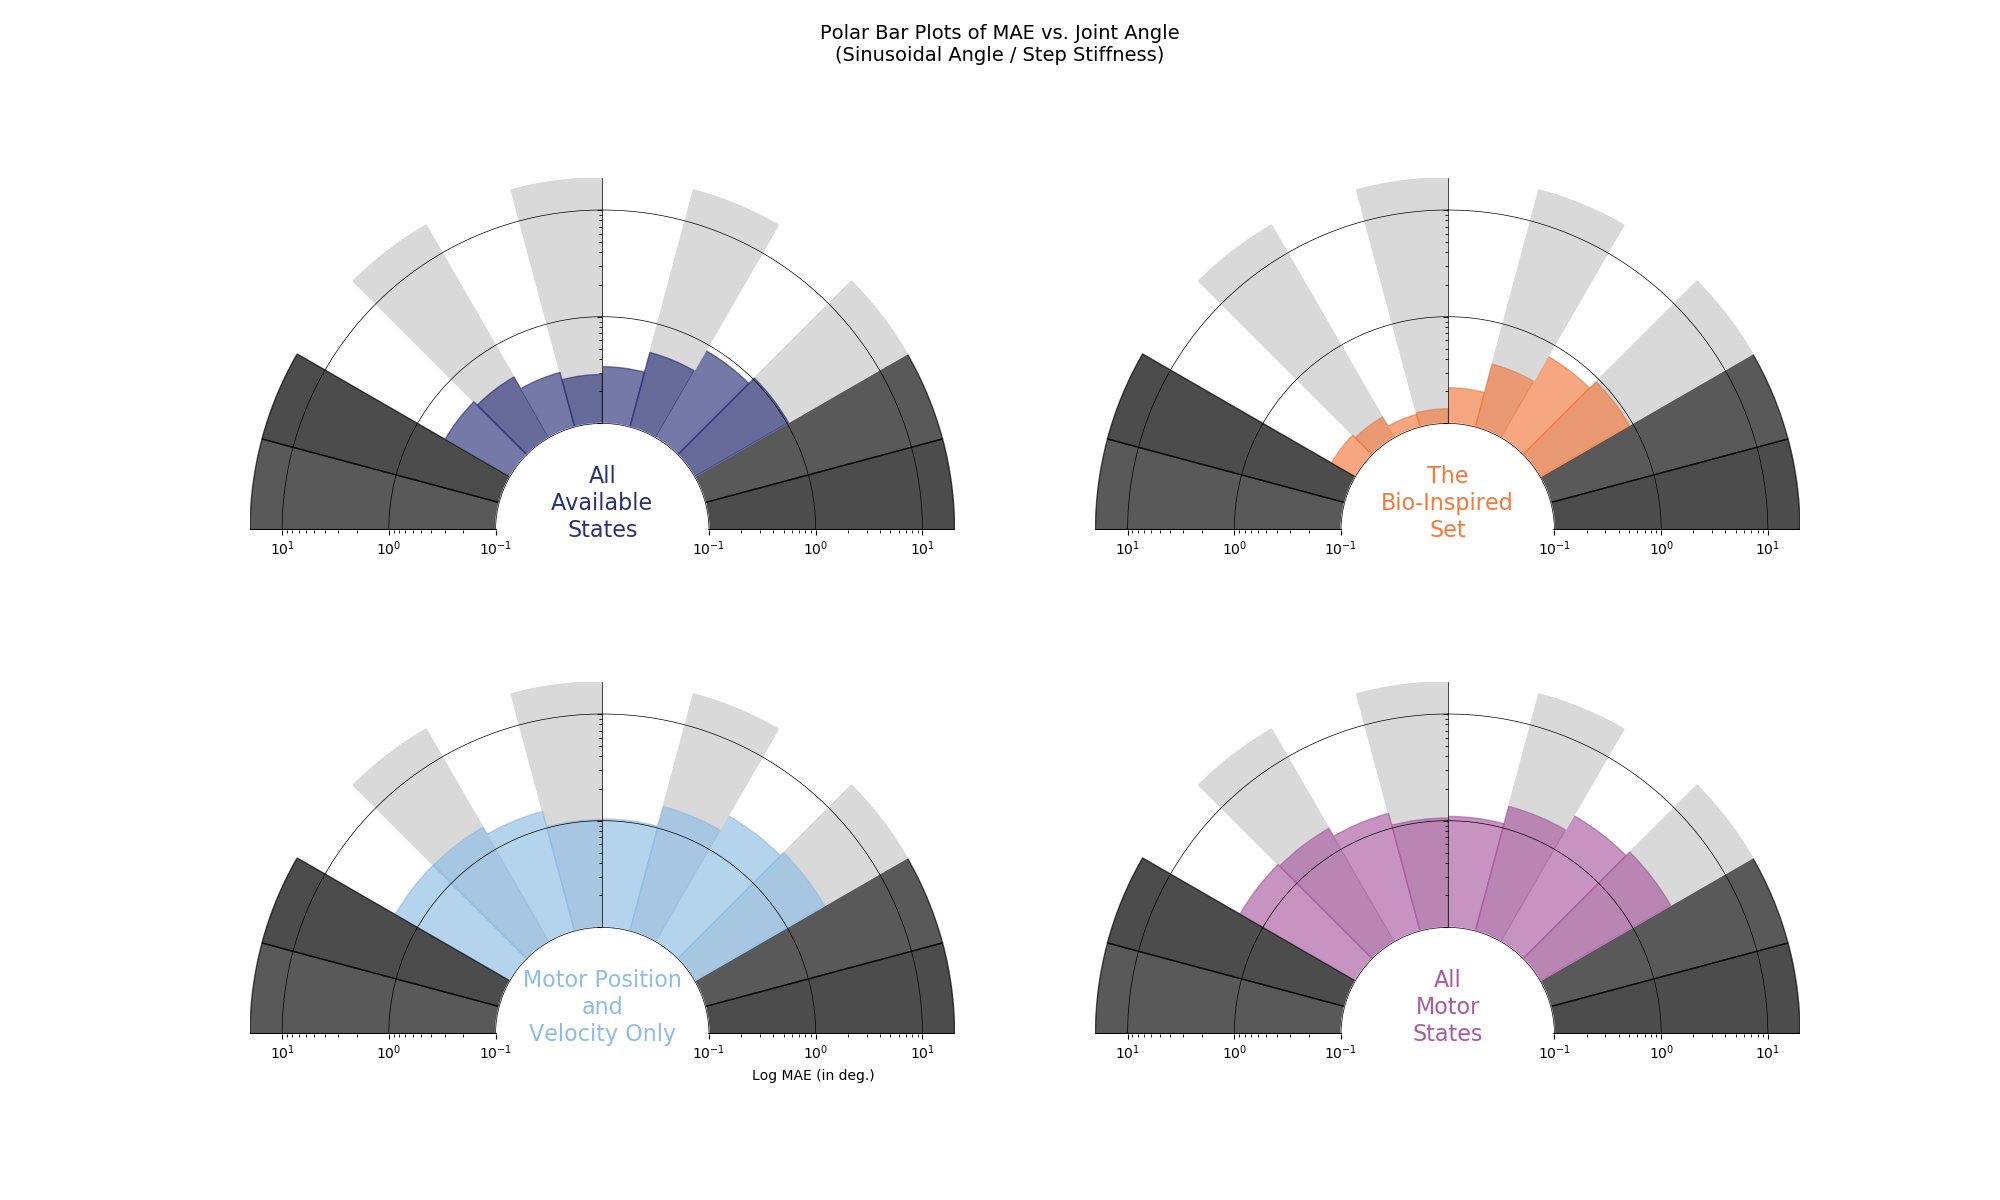 Polar Bar Plots of MAE vs. Joint Angle
(Sinusoidal Angle / Step Stiffness)
All
Available
States
10¹ 10⁰ 10⁻¹ 10⁻¹ 10⁰ 10¹
The
Bio-Inspired
Set
10¹ 10⁰ 10⁻¹ 10⁻¹ 10⁰ 10¹
Motor Position
and
Velocity Only
10¹ 10⁰ 10⁻¹ 10⁻¹ 10⁰ 10¹
Log MAE (in deg.)
All
Motor
States
10¹ 10⁰ 10⁻¹ 10⁻¹ 10⁰ 10¹